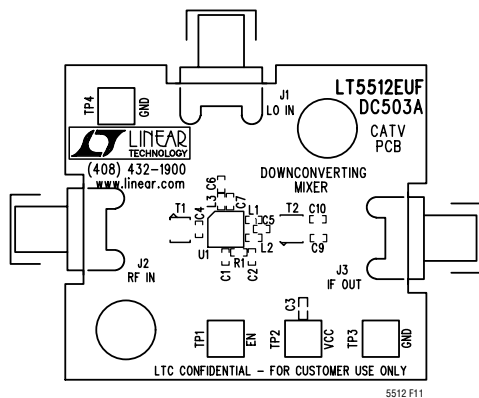 J1
LO IN
LT5512EUF
DC503A
CATV
PCB
TP4
GND
LINEAR
TECHNOLOGY
(408) 432-1900
www.linear.com
DOWNCONVERTING
MIXER
C6
L3
C7
T1
C4
L1
C5
T2
C10
U1
L2
C9
C1
R1
C2
J2
RF IN
J3
IF OUT
C3
TP1
EN
TP2
VCC
TP3
GND
LTC CONFIDENTIAL - FOR CUSTOMER USE ONLY
5512 F11